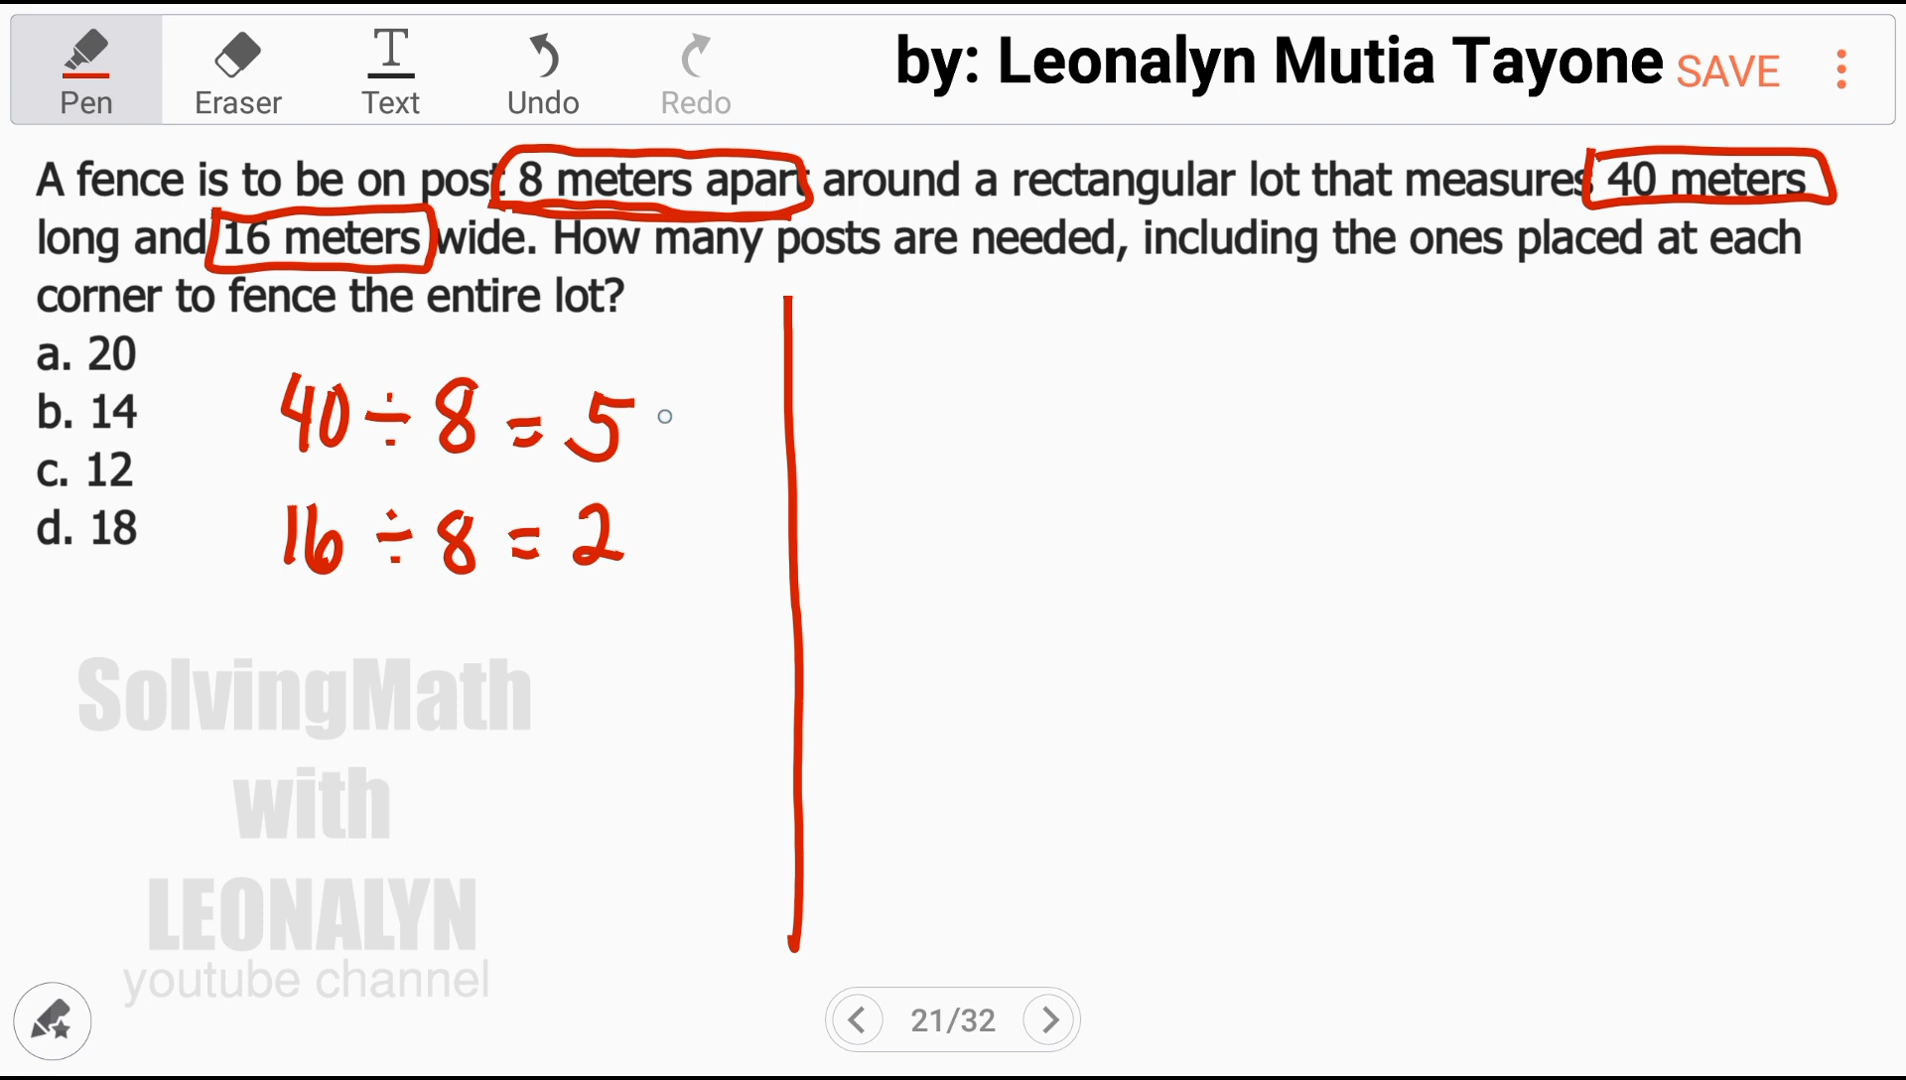 Pen Eraser Text Undo Redo by: Leonalyn Mutia Tayone SAVE
A fence is to be on post 8 meters apart around a rectangular lot that measures 40 meters
long and 16 meters wide. How many posts are needed, including the ones placed at each
corner to fence the entire lot?
a. 20
b. 14
c. 12
d. 18
40 ÷ 8 = 5
16 ÷ 8 = 2
SolvingMath
with
LEONALYN
youtube channel
21/32